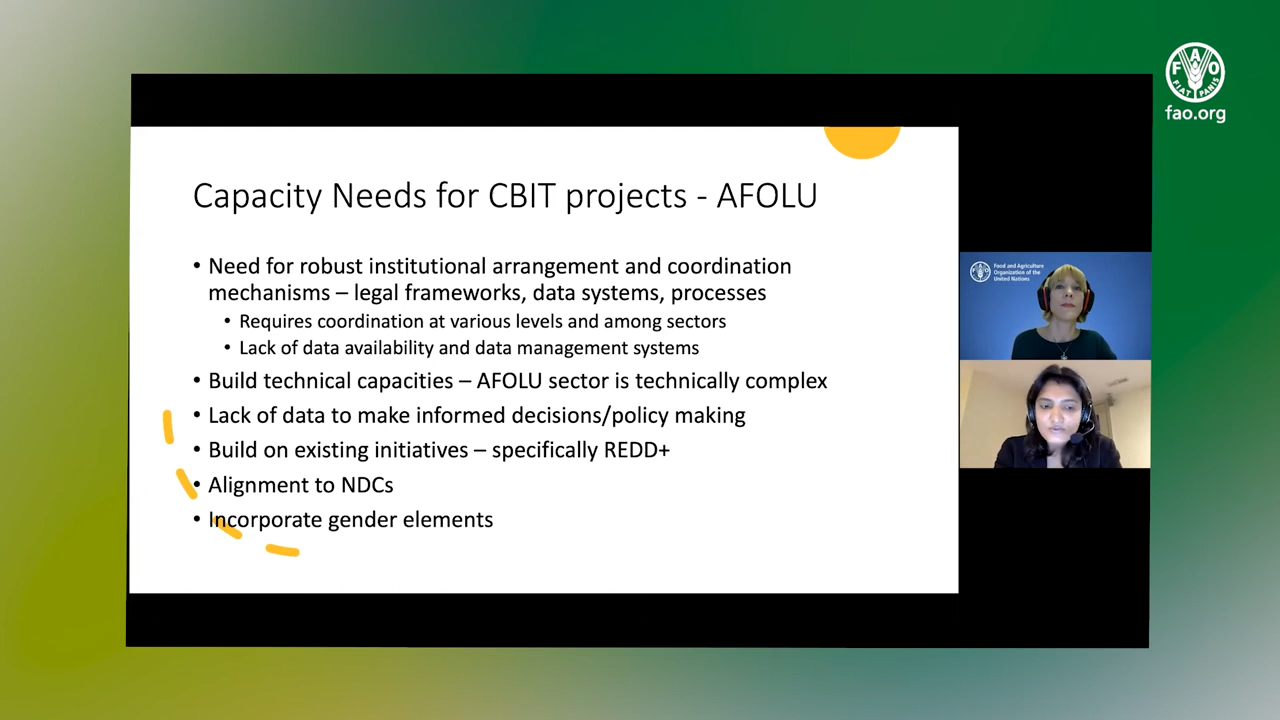 FAO
FIAT PANIS
fao.org
Capacity Needs for CBIT projects - AFOLU
• Need for robust institutional arrangement and coordination
mechanisms – legal frameworks, data systems, processes
• Requires coordination at various levels and among sectors
• Lack of data availability and data management systems
• Build technical capacities – AFOLU sector is technically complex
• Lack of data to make informed decisions/policy making
• Build on existing initiatives – specifically REDD+
• Alignment to NDCs
• Incorporate gender elements
Food and Agriculture
Organization of the
United Nations